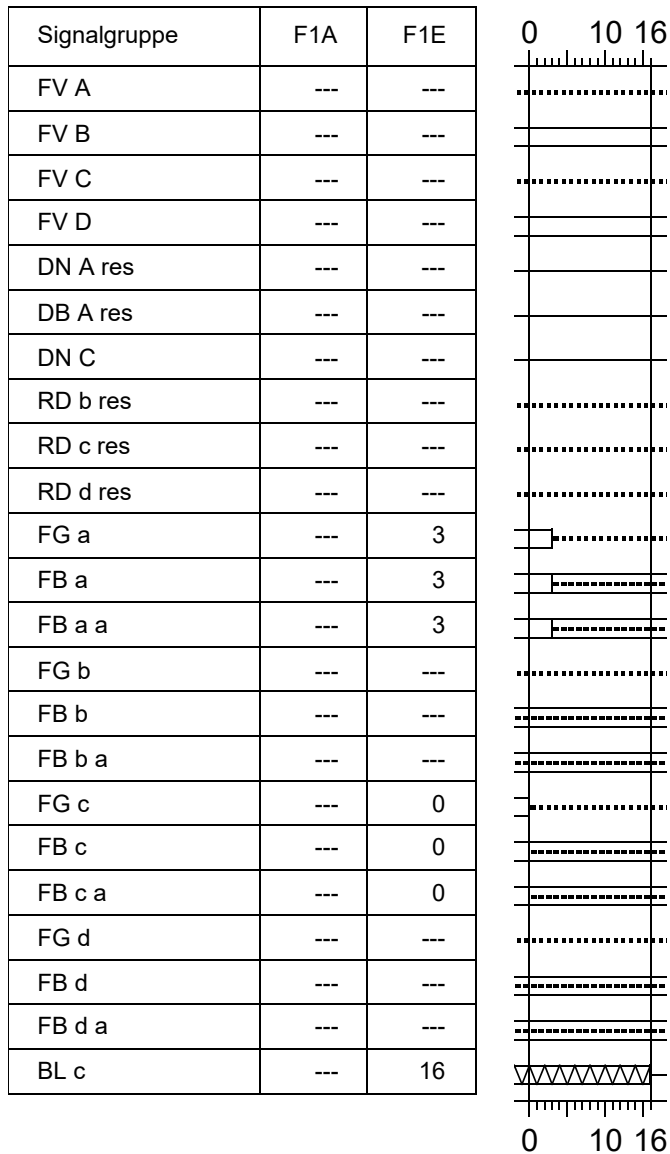 Signalgruppe F1A F1E 0 10 16
FV A --- ---
FV B --- ---
FV C --- ---
FV D --- ---
DN A res --- ---
DB A res --- ---
DN C --- ---
RD b res --- ---
RD c res --- ---
RD d res --- ---
FG a --- 3
FB a --- 3
FB a a --- 3
FG b --- ---
FB b --- ---
FB b a --- ---
FG c --- 0
FB c --- 0
FB c a --- 0
FG d --- ---
FB d --- ---
FB d a --- ---
BL c --- 16
0 10 16